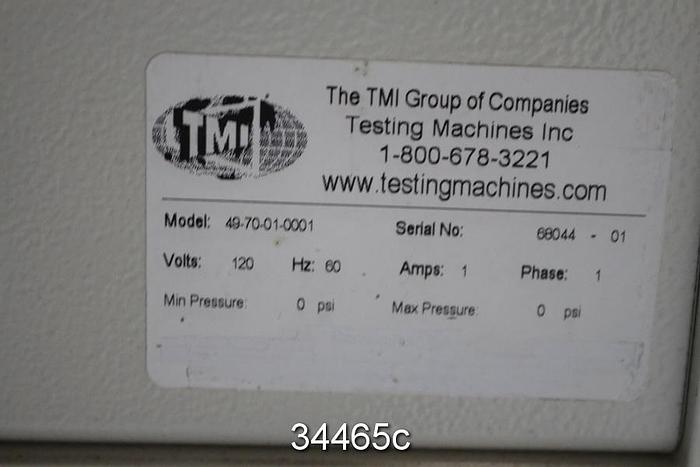 The TMI Group of Companies
Testing Machines Inc
1-800-678-3221
www.testingmachines.com
TMI
Model: 49-70-01-0001 Serial No: 68044 - 01
Volts: 120 Hz: 60 Amps: 1 Phase: 1
Min Pressure: 0 psi Max Pressure: 0 psi
34465c